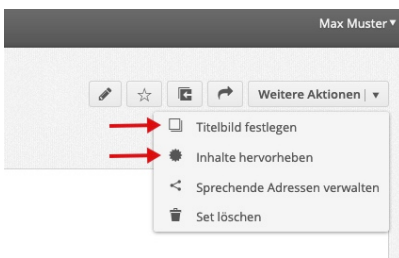 Max Muster
Weitere Aktionen
Titelbild festlegen
Inhalte hervorheben
Sprechende Adressen verwalten
Set löschen